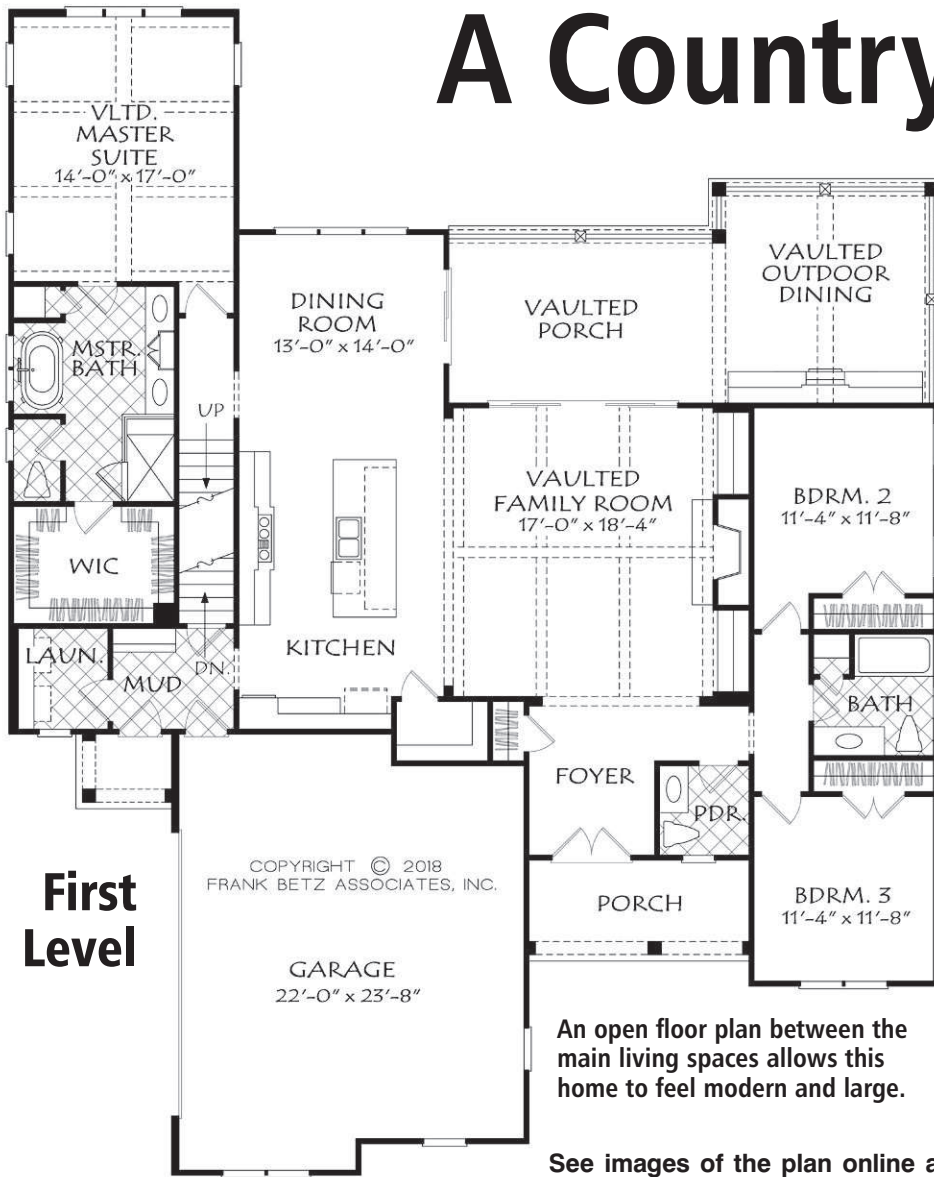 A Country
VLTD.
MASTER
SUITE
14'-0" x 17'-0"
VAULTED
OUTDOOR
DINING
DINING
ROOM
13'-0" x 14'-0"
VAULTED
PORCH
MSTR.
BATH
UP
VAULTED
FAMILY ROOM
17'-0" x 18'-4"
BDRM. 2
11'-4" x 11'-8"
WIC
KITCHEN
LAUN.
MUD
DN.
BATH
FOYER
PDR.
COPYRIGHT © 2018
FRANK BETZ ASSOCIATES, INC.
First
Level
PORCH
BDRM. 3
11'-4" x 11'-8"
GARAGE
22'-0" x 23'-8"
An open floor plan between the
main living spaces allows this
home to feel modern and large.
See images of the plan online a